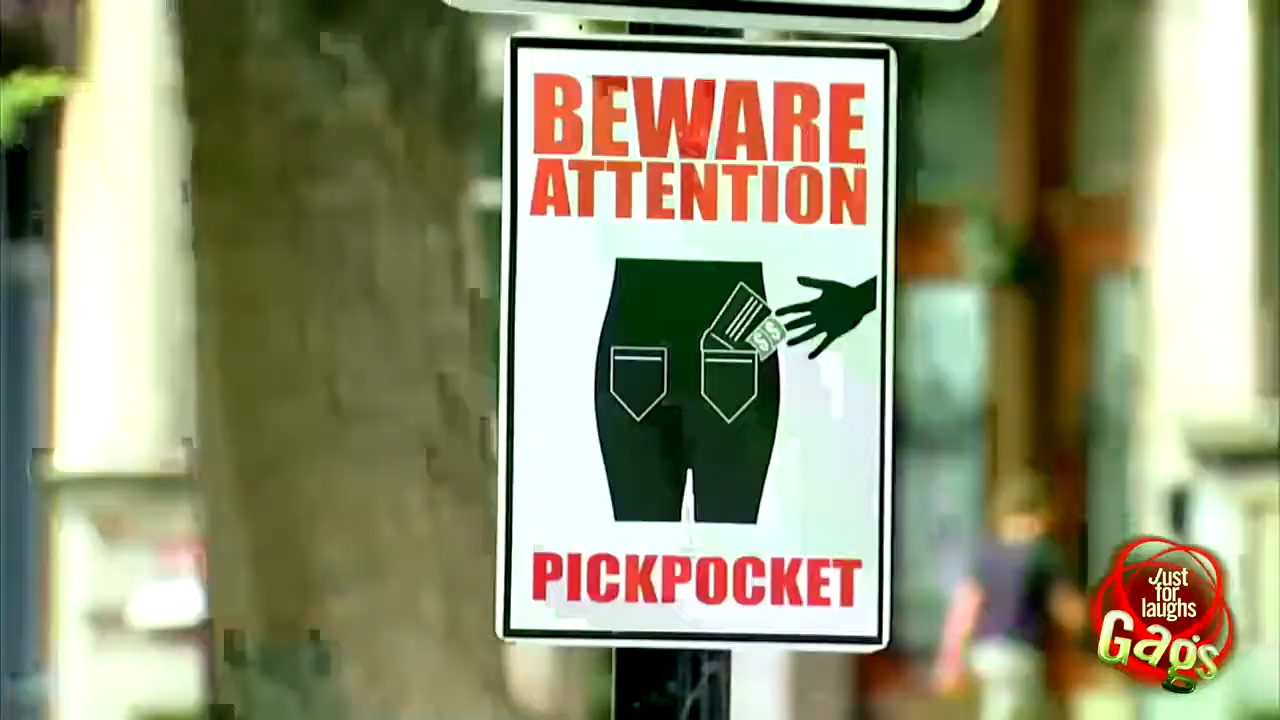 BEWARE
ATTENTION
$ $
PICKPOCKET
Just
for
laughs
Gags